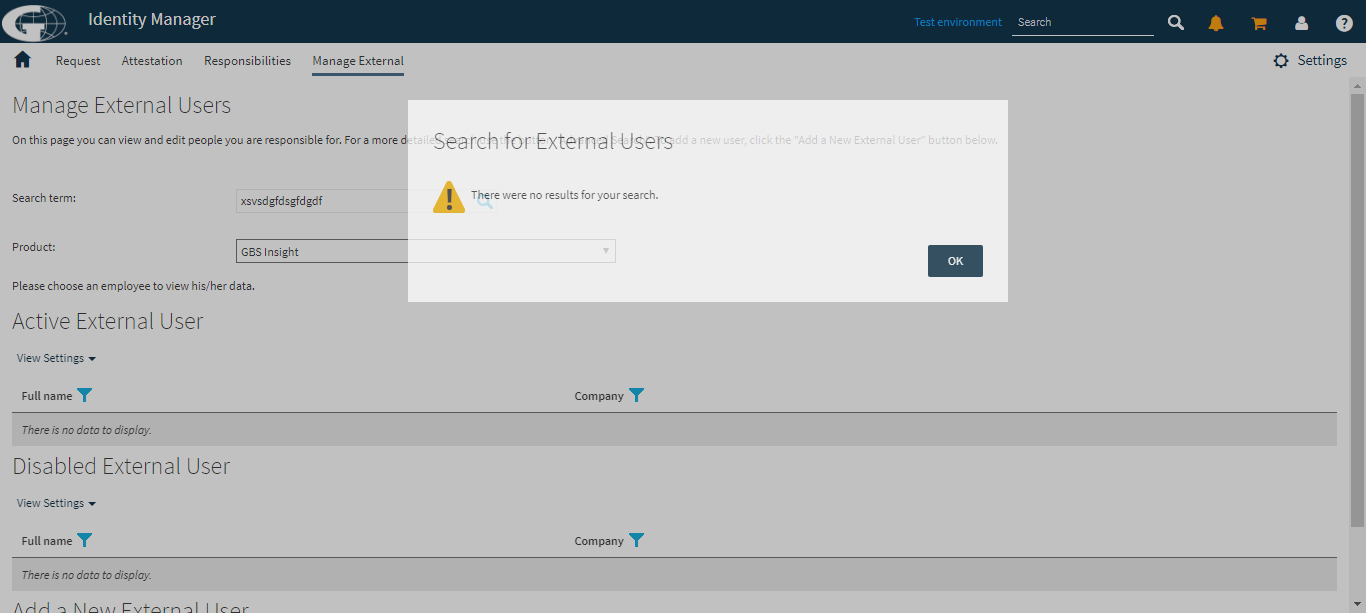 Identity Manager
Test environment
Search
Request Attestation Responsibilities Manage External
Settings
Manage External Users
On this page you can view and edit people you are responsible for. For a more detailed add a new user, click the "Add a New External User" button below.
Search for External Users
There were no results for your search.
OK
Search term:
xsvsdgfdsgfdgdf
Product:
GBS Insight
Please choose an employee to view his/her data.
Active External User
View Settings
Full name Company
There is no data to display.
Disabled External User
View Settings
Full name Company
There is no data to display.
Add a New External User